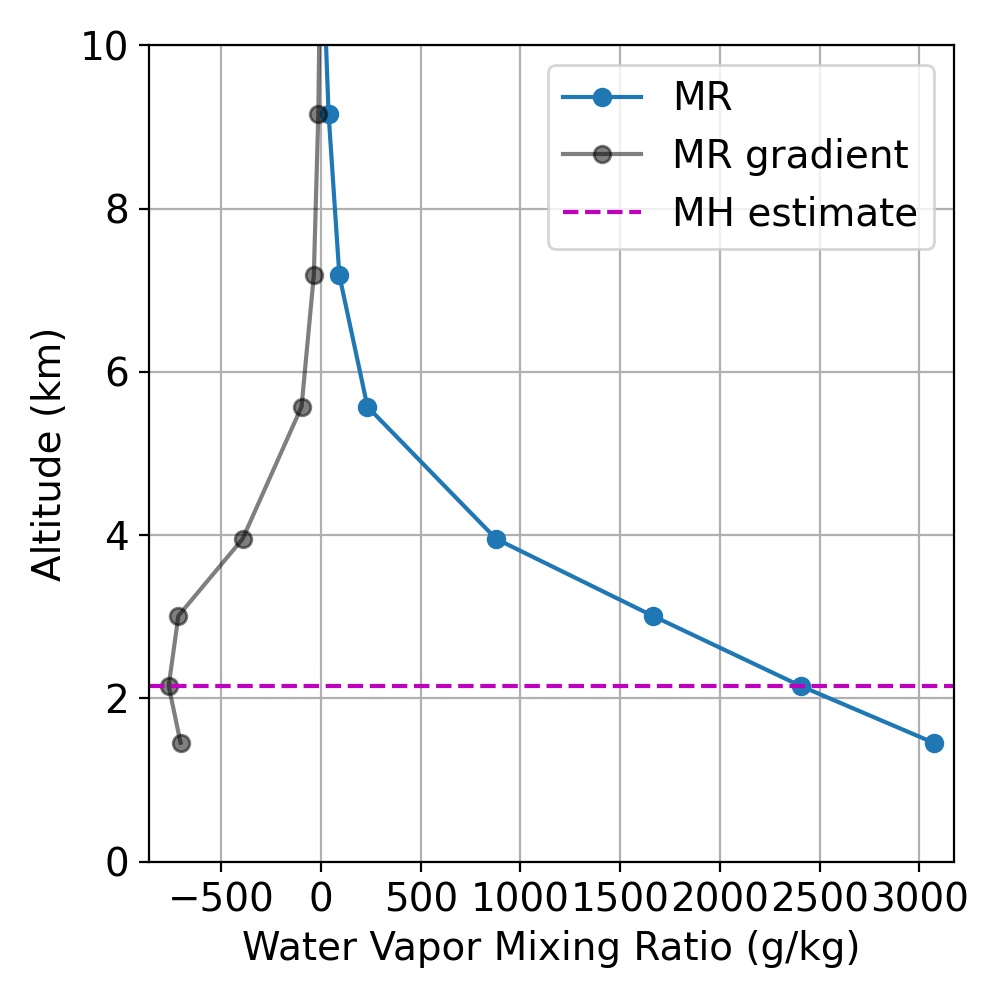 10
8
6
4
2
0
Altitude (km)
MR
MR gradient
MH estimate
−500 0 500 1000 1500 2000 2500 3000
Water Vapor Mixing Ratio (g/kg)